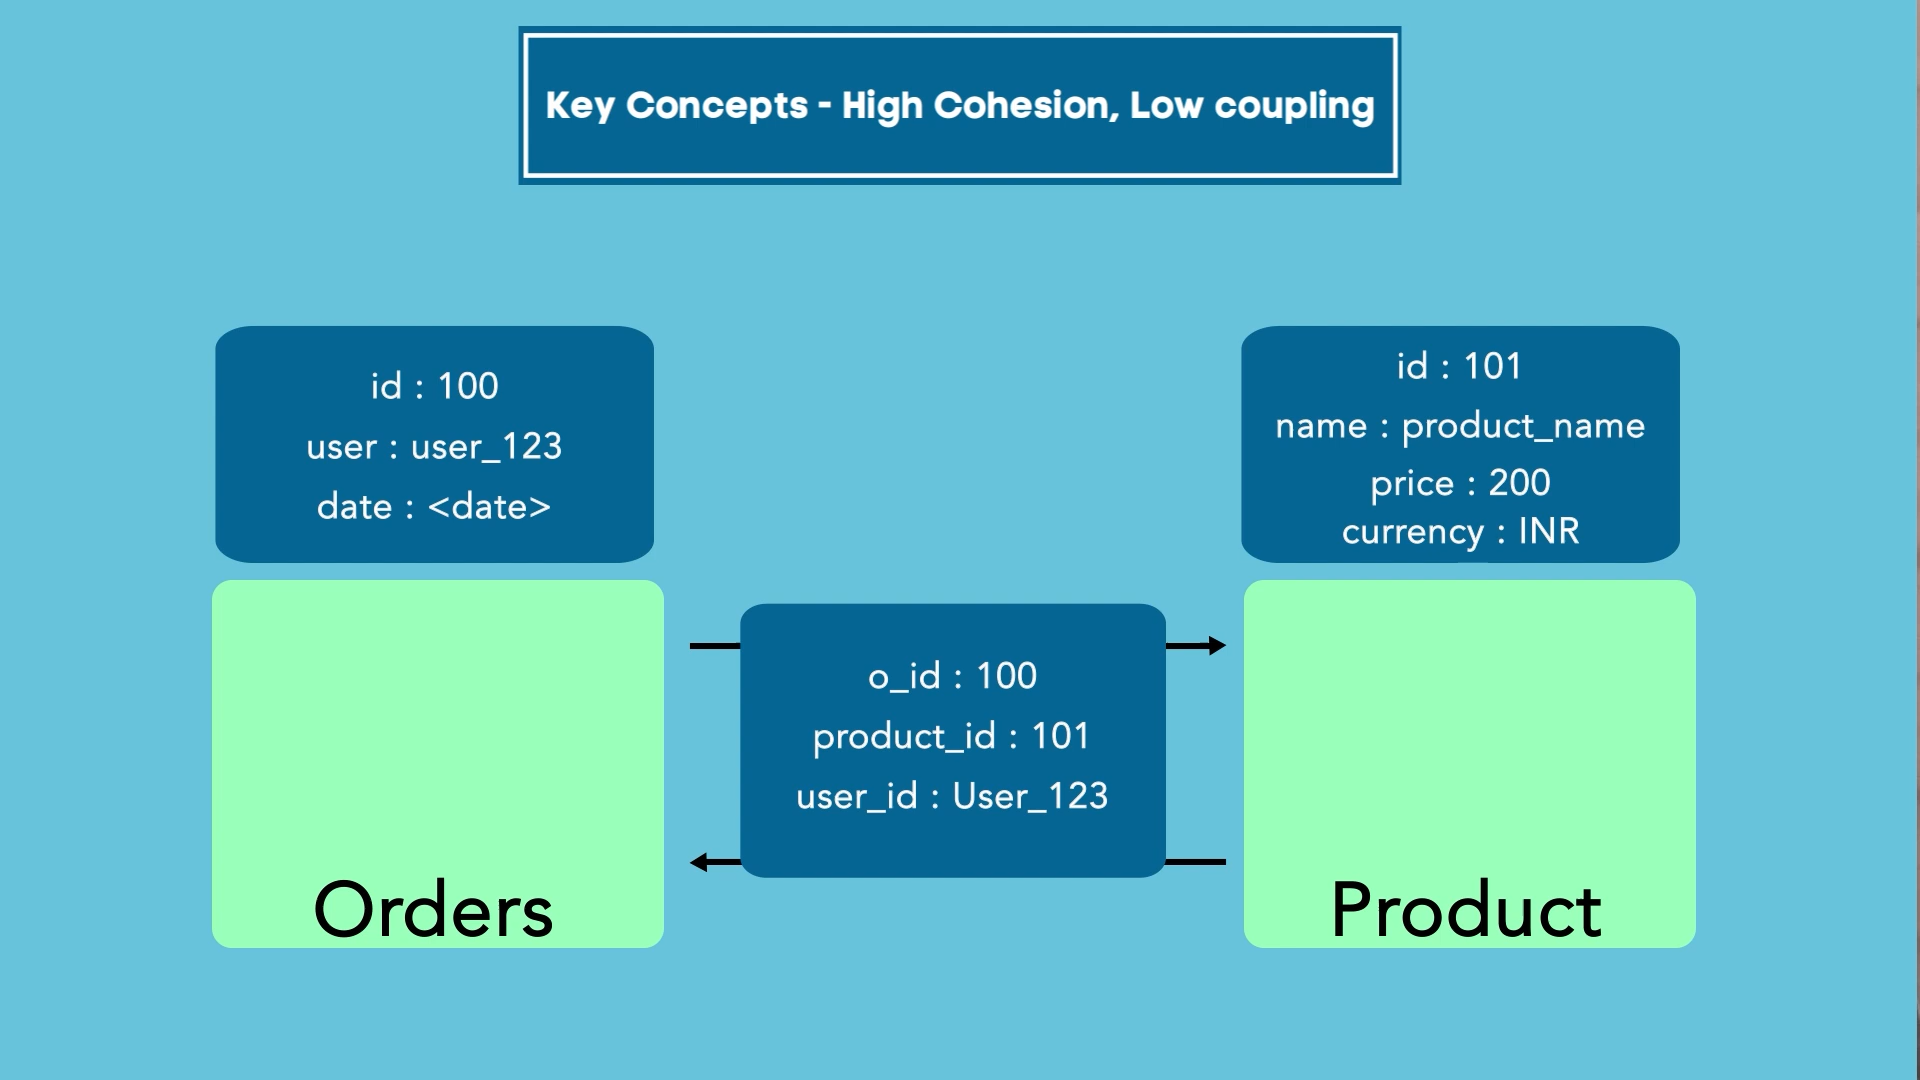 Key Concepts - High Cohesion, Low coupling
id : 100
user : user_123
date : <date>
id : 101
name : product_name
price : 200
currency : INR
o_id : 100
product_id : 101
user_id : User_123
Orders
Product